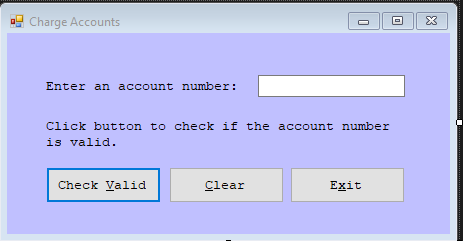 Charge Accounts
Enter an account number:
Click button to check if the account number
is valid.
Check Valid
Clear
Exit